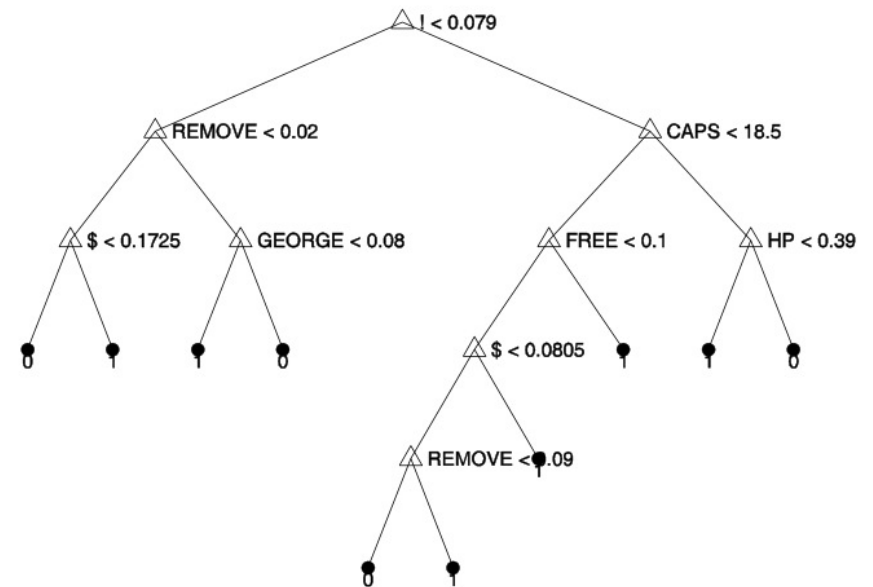 ! < 0.079
REMOVE < 0.02
CAPS < 18.5
$ < 0.1725
GEORGE < 0.08
FREE < 0.1
HP < 0.39
0
1
1
0
$ < 0.0805
1
1
0
REMOVE < 0.09
1
0
1